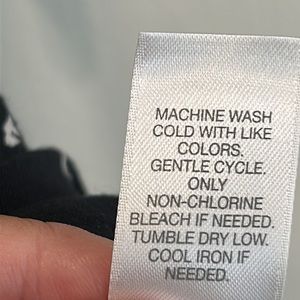 MACHINE WASH
COLD WITH LIKE
COLORS.
GENTLE CYCLE.
ONLY
NON-CHLORINE
BLEACH IF NEEDED.
TUMBLE DRY LOW.
COOL IRON IF
NEEDED.